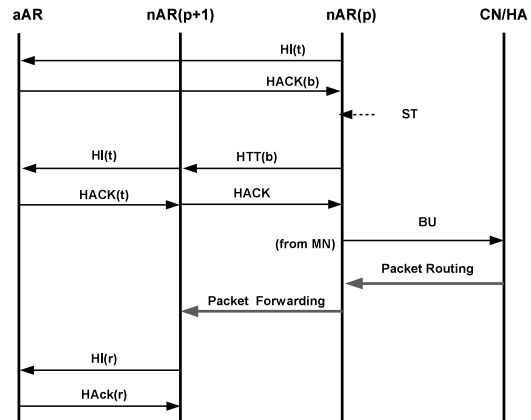 aAR nAR(p+1) nAR(p) CN/HA
HI(t)
HACK(b)
ST
HI(t) HTT(b)
HACK(t) HACK
BU
(from MN)
Packet Routing
Packet Forwarding
HI(r)
HAck(r)